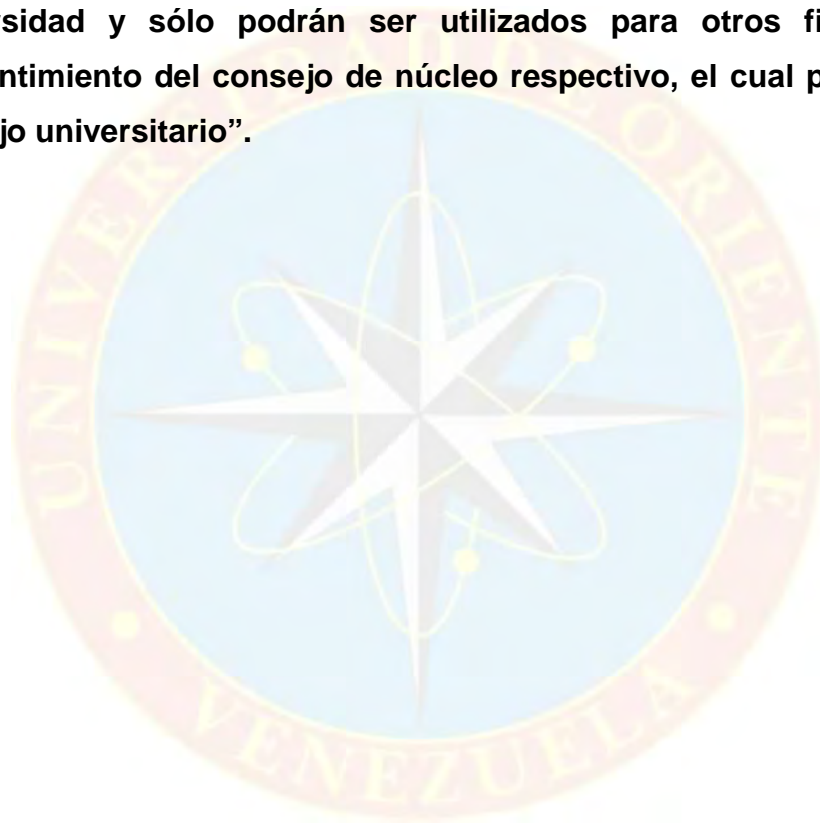 rsidad y sólo podrán ser utilizados para otros fi
ntimiento del consejo de núcleo respectivo, el cual p
jo universitario”.
UNIVERSIDAD DE ORIENTE
VENEZUELA